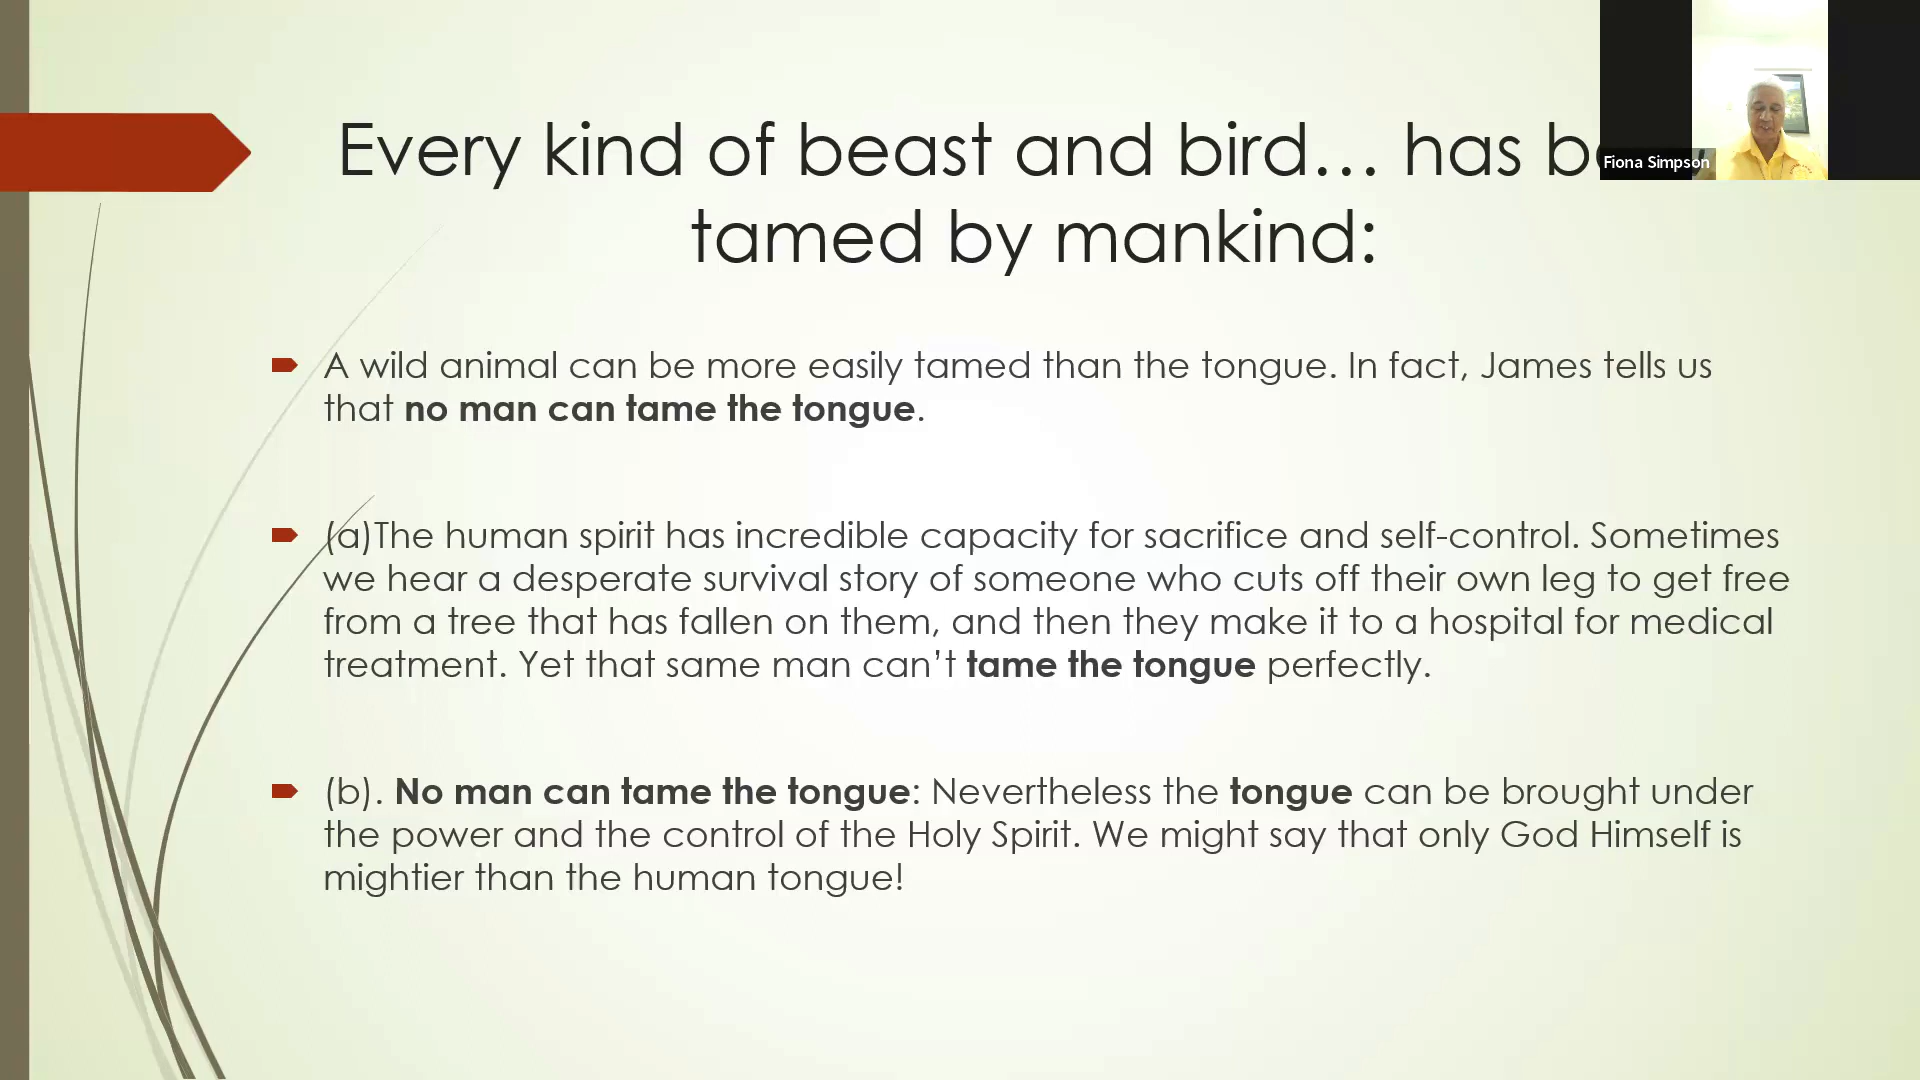 Every kind of beast and bird… has
tamed by mankind:
Fiona Simpson
A wild animal can be more easily tamed than the tongue. In fact, James tells us
that no man can tame the tongue.
(a)The human spirit has incredible capacity for sacrifice and self-control. Sometimes
we hear a desperate survival story of someone who cuts off their own leg to get free
from a tree that has fallen on them, and then they make it to a hospital for medical
treatment. Yet that same man can’t tame the tongue perfectly.
(b). No man can tame the tongue: Nevertheless the tongue can be brought under
the power and the control of the Holy Spirit. We might say that only God Himself is
mightier than the human tongue!